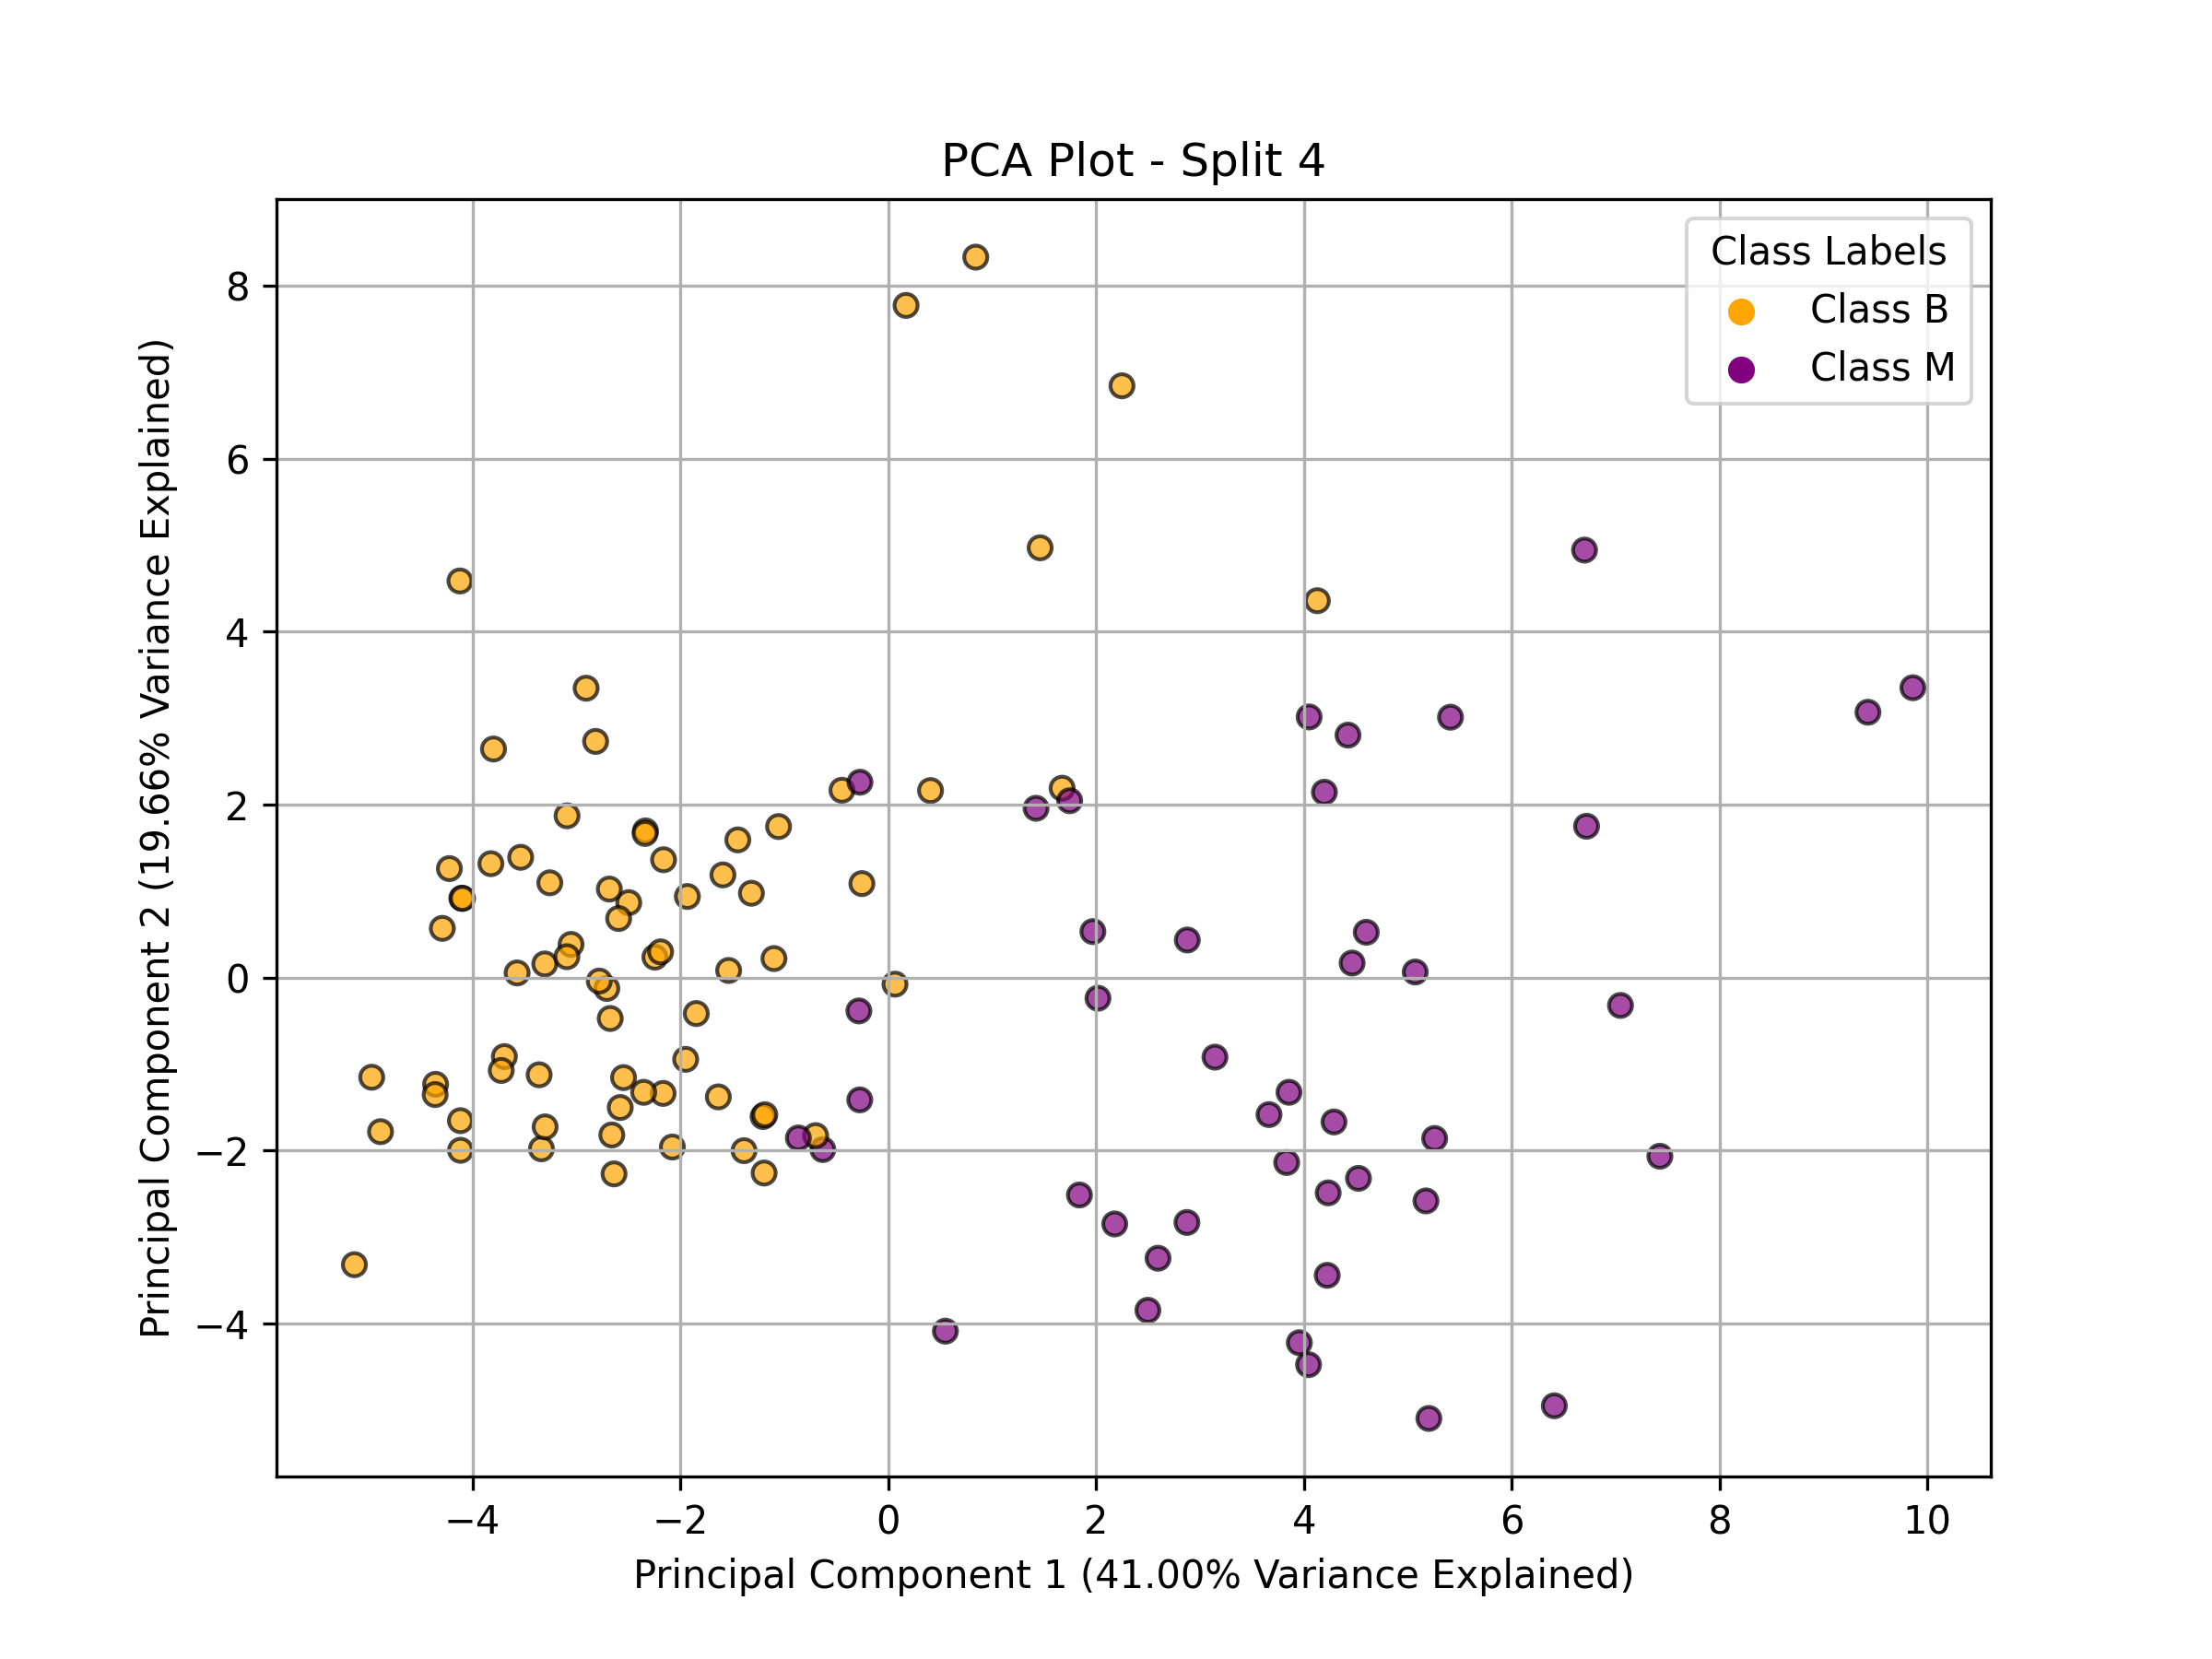 PCA Plot - Split 4
Class Labels
Class B
Class M
Principal Component 2 (19.66% Variance Explained)
8
6
4
2
0
−2
−4
−4 −2 0 2 4 6 8 10
Principal Component 1 (41.00% Variance Explained)